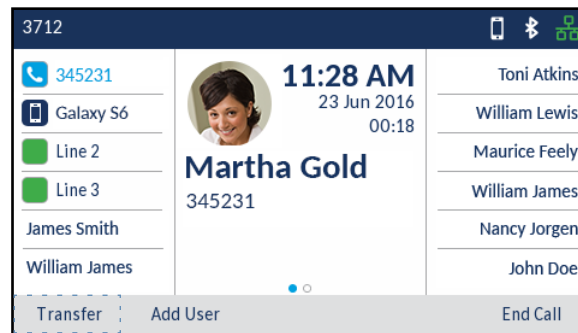 3712
345231
Galaxy S6
Line 2
Line 3
James Smith
William James
11:28 AM
23 Jun 2016
00:18
Martha Gold
345231
Toni Atkins
William Lewis
Maurice Feely
William James
Nancy Jorgen
John Doe
Transfer Add User End Call